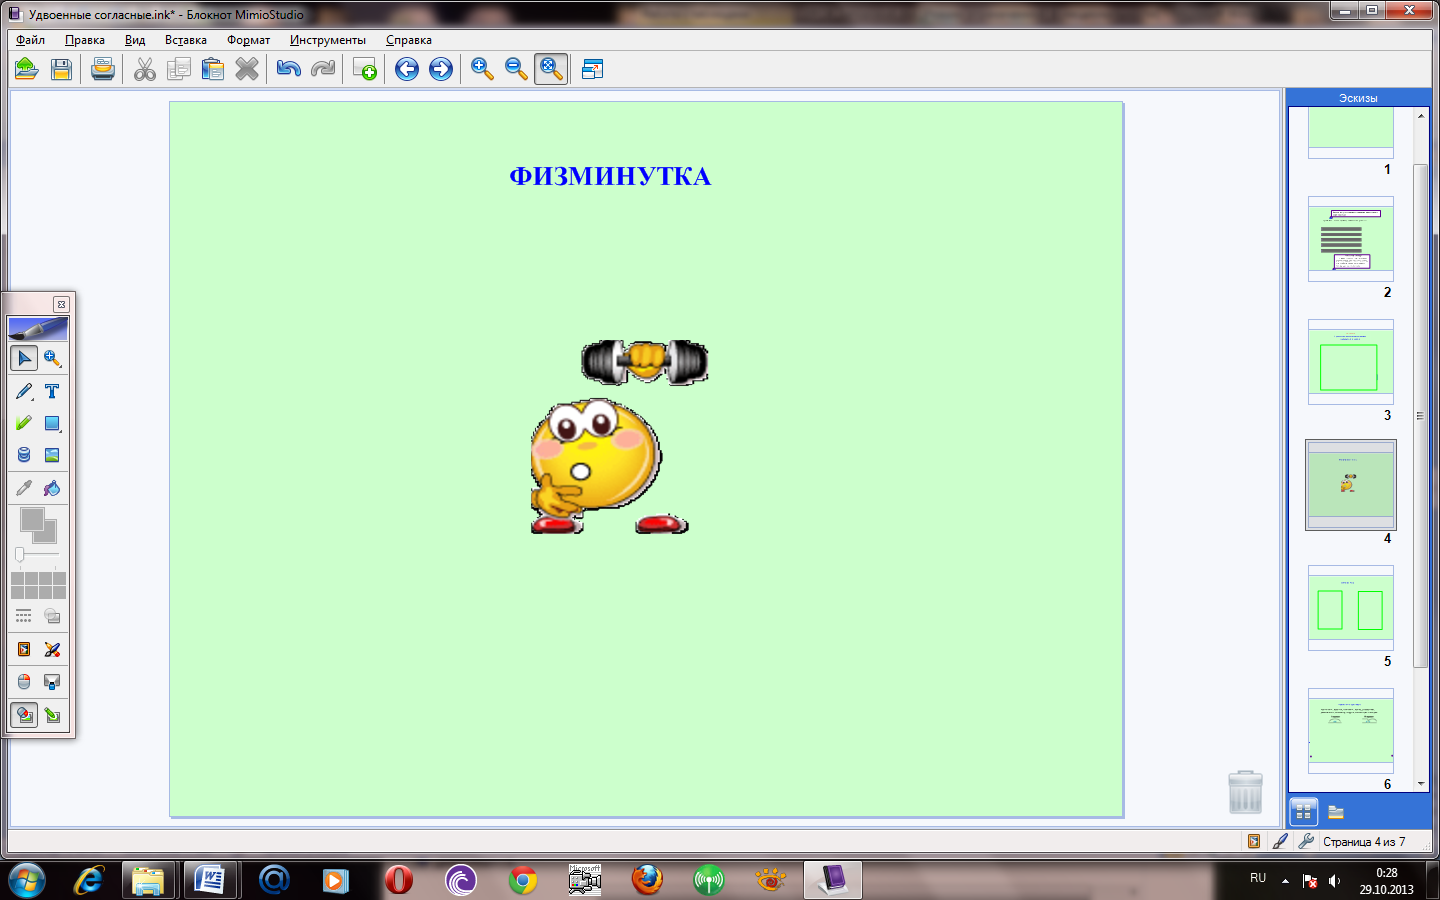 Удвоенные согласные.ink* - Блокнот MimioStudio
Файл Правка Вид Вставка Формат Инструменты Справка
Эскизы
ФИЗМИНУТКА
1
2
3
4
5
6
Страница 4 из 7
RU
0:28
29.10.2013